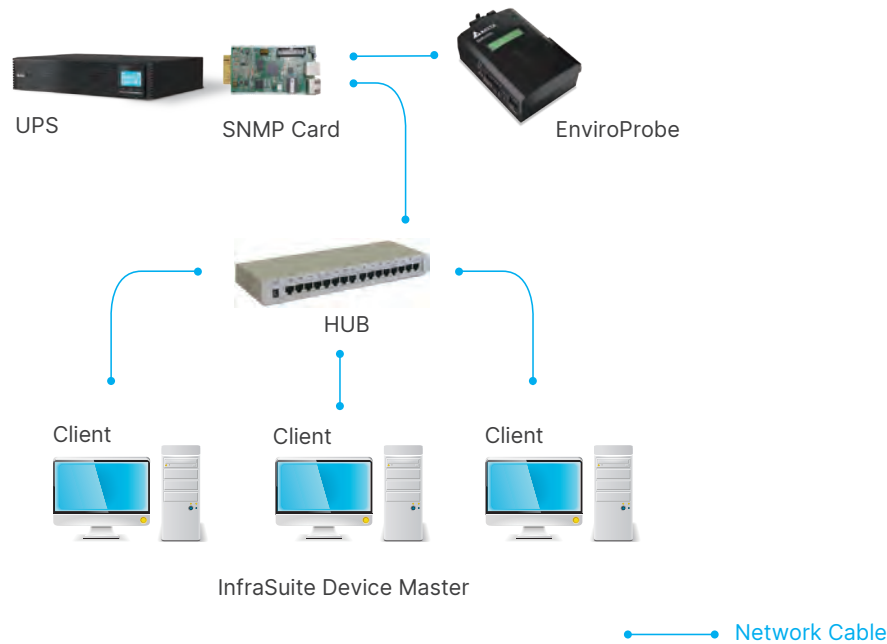 UPS
SNMP Card
EnviroProbe
HUB
Client
Client
Client
InfraSuite Device Master
Network Cable